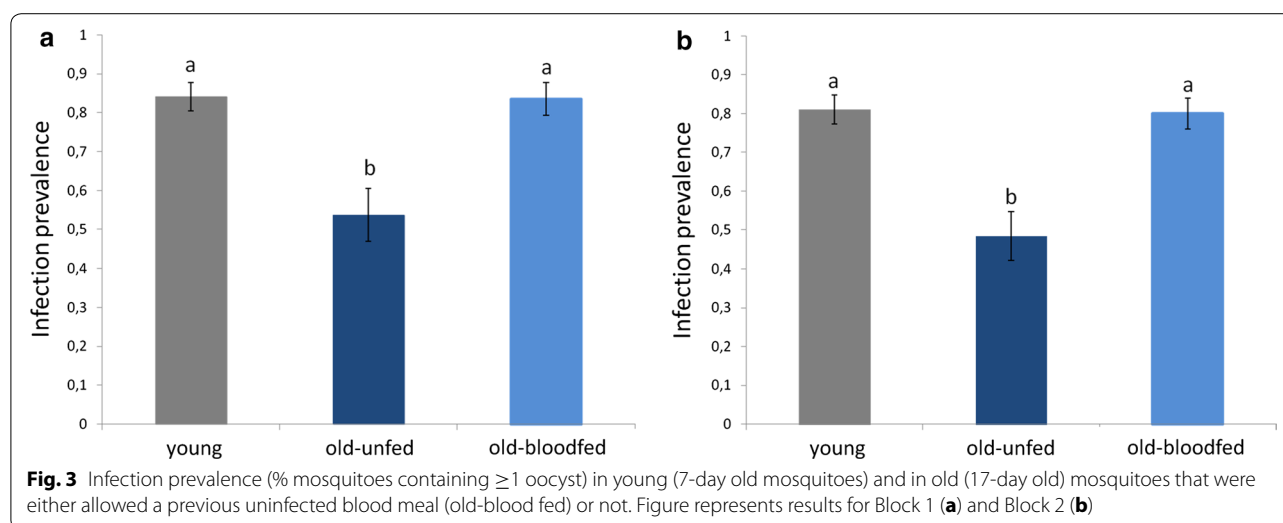 a
1
0,9
0,8
0,7
0,6
0,5
0,4
0,3
0,2
0,1
0
Infection prevalence
a
b
a
young old-unfed old-bloodfed
b
1
0,9
0,8
0,7
0,6
0,5
0,4
0,3
0,2
0,1
0
Infection prevalence
a
b
a
young old-unfed old-bloodfed
Fig. 3 Infection prevalence (% mosquitoes containing ≥1 oocyst) in young (7-day old mosquitoes) and in old (17-day old) mosquitoes that were
either allowed a previous uninfected blood meal (old-blood fed) or not. Figure represents results for Block 1 (a) and Block 2 (b)